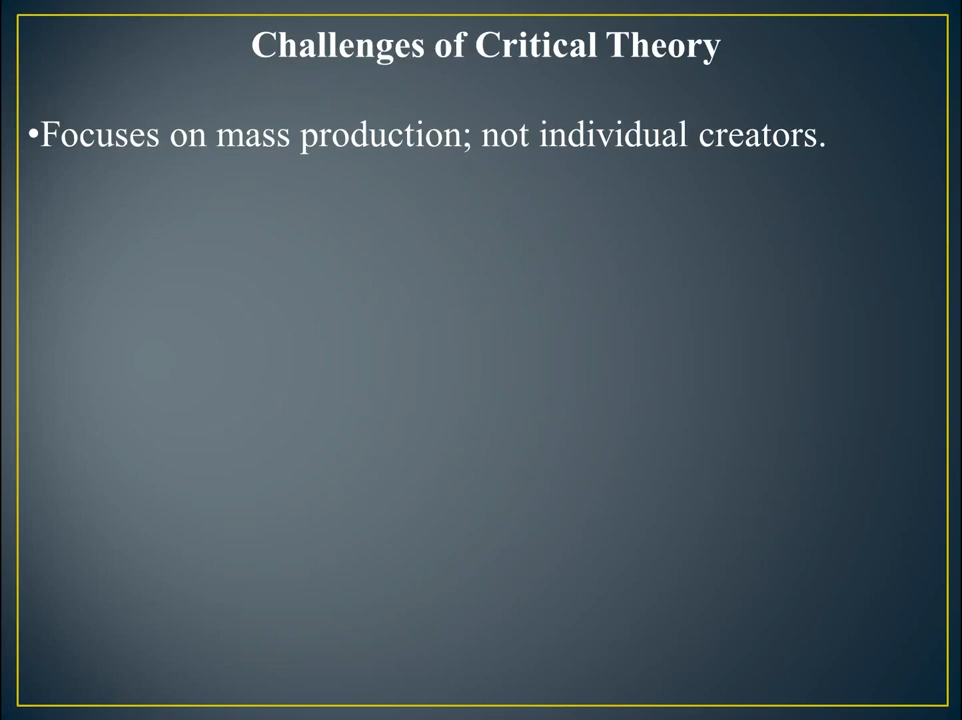 Challenges of Critical Theory
•Focuses on mass production; not individual creators.